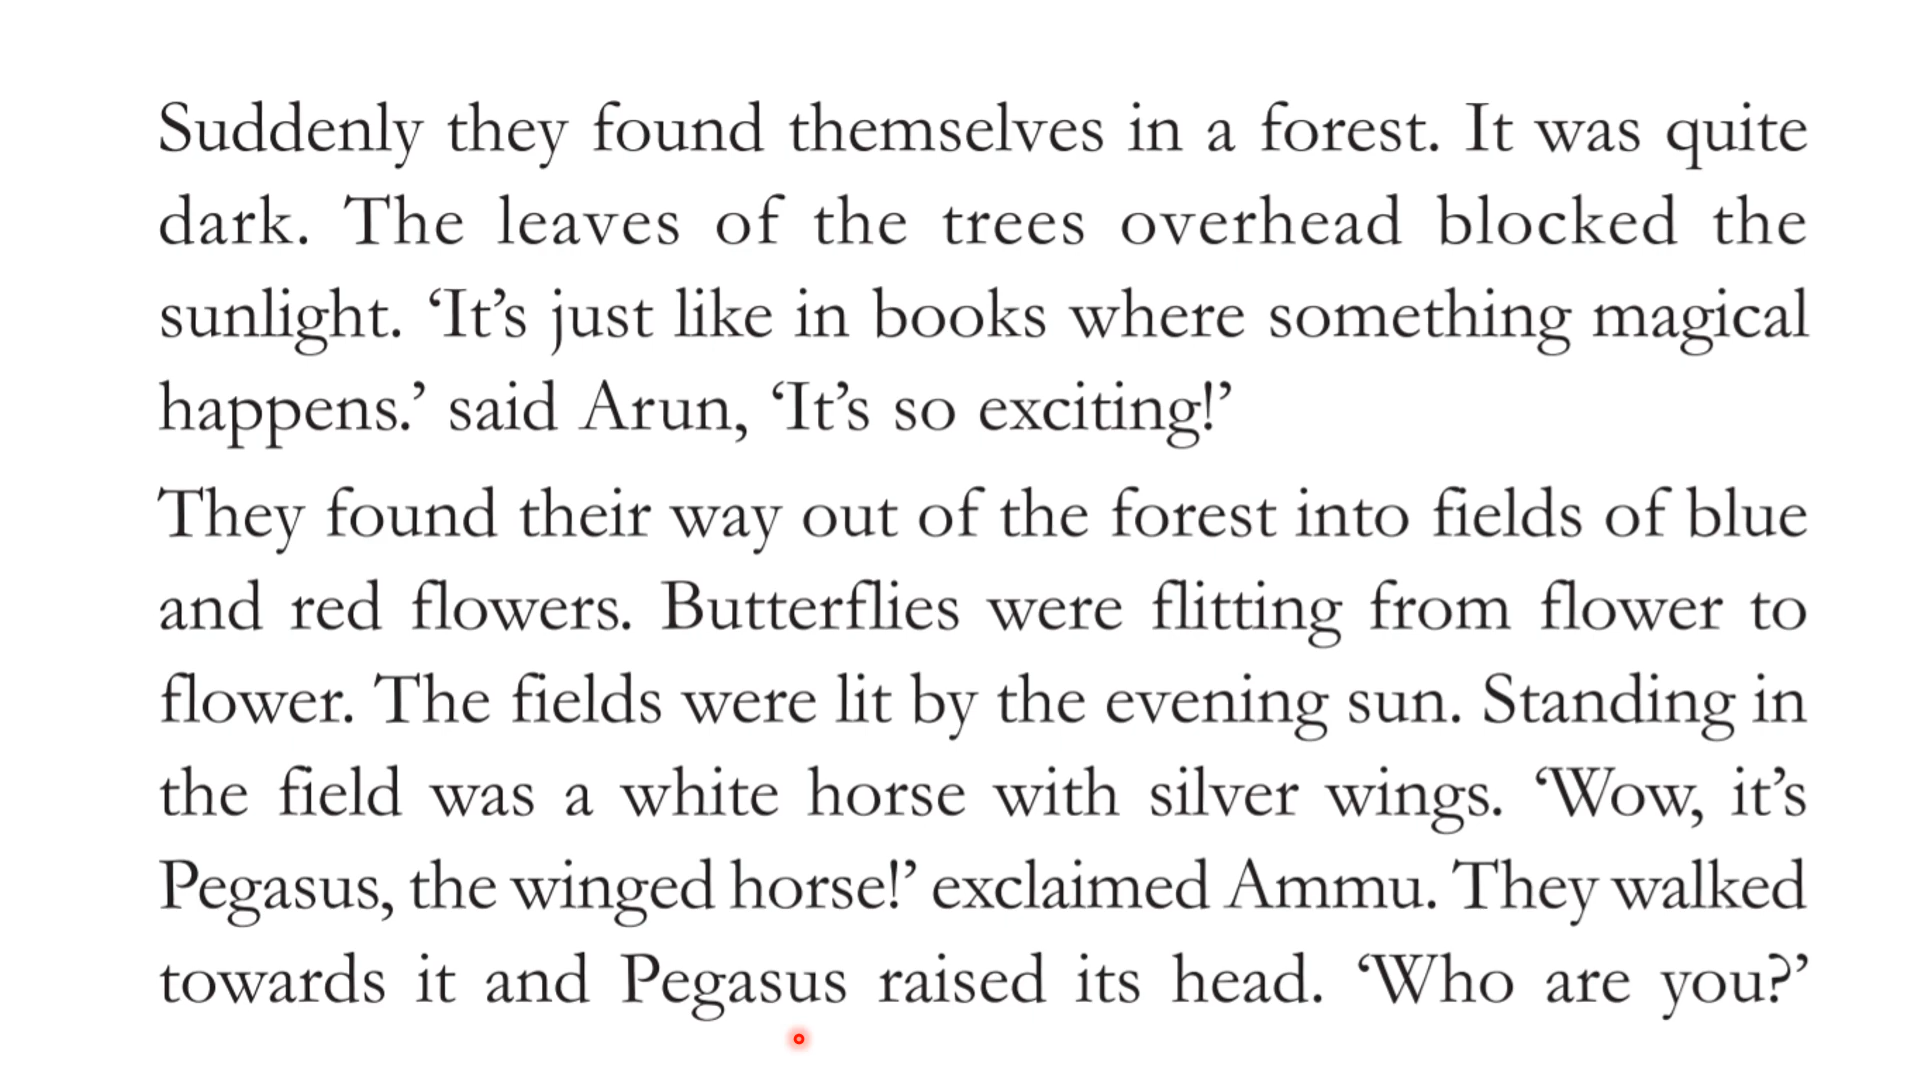 Suddenly they found themselves in a forest. It was quite
dark. The leaves of the trees overhead blocked the
sunlight. ‘It’s just like in books where something magical
happens.’ said Arun, ‘It’s so exciting!’
They found their way out of the forest into fields of blue
and red flowers. Butterflies were flitting from flower to
flower. The fields were lit by the evening sun. Standing in
the field was a white horse with silver wings. ‘Wow, it’s
Pegasus, the winged horse!’ exclaimed Ammu. They walked
towards it and Pegasus raised its head. ‘Who are you?’